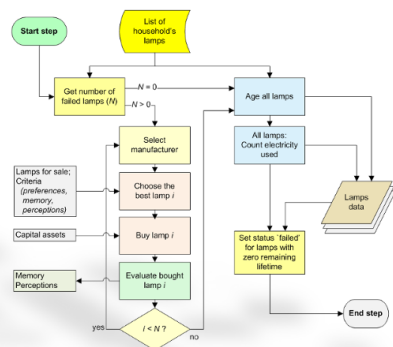 Start step
List of
household's
lamps
Get number of
failed lamps (N)
N = 0
N > 0
Age all lamps
Select
manufacturer
All lamps:
Count electricity
used
Lamps for sale;
Criteria
(preferences,
memory,
perceptions)
Choose the
best lamp i
Lamps
data
Capital assets
Buy lamp i
Set status `failed´
for lamps with
zero remaining
lifetime
Memory
Perceptions
Evaluate bought
lamp i
End step
yes
i < N ?
no